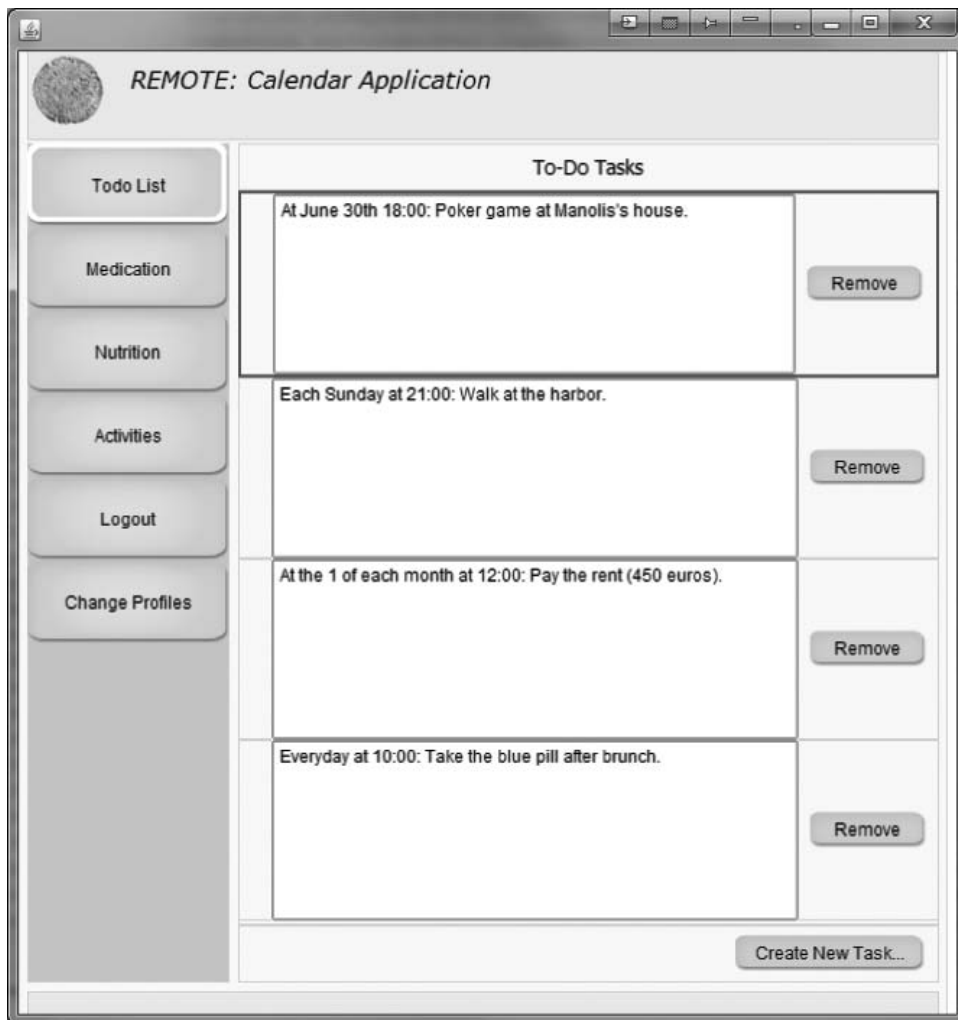 REMOTE: Calendar Application
Todo List
Medication
Nutrition
Activities
Logout
Change Profiles
To-Do Tasks
At June 30th 18:00: Poker game at Manolis's house.
Remove
Each Sunday at 21:00: Walk at the harbor.
Remove
At the 1 of each month at 12:00: Pay the rent (450 euros).
Remove
Everyday at 10:00: Take the blue pill after brunch.
Remove
Create New Task...